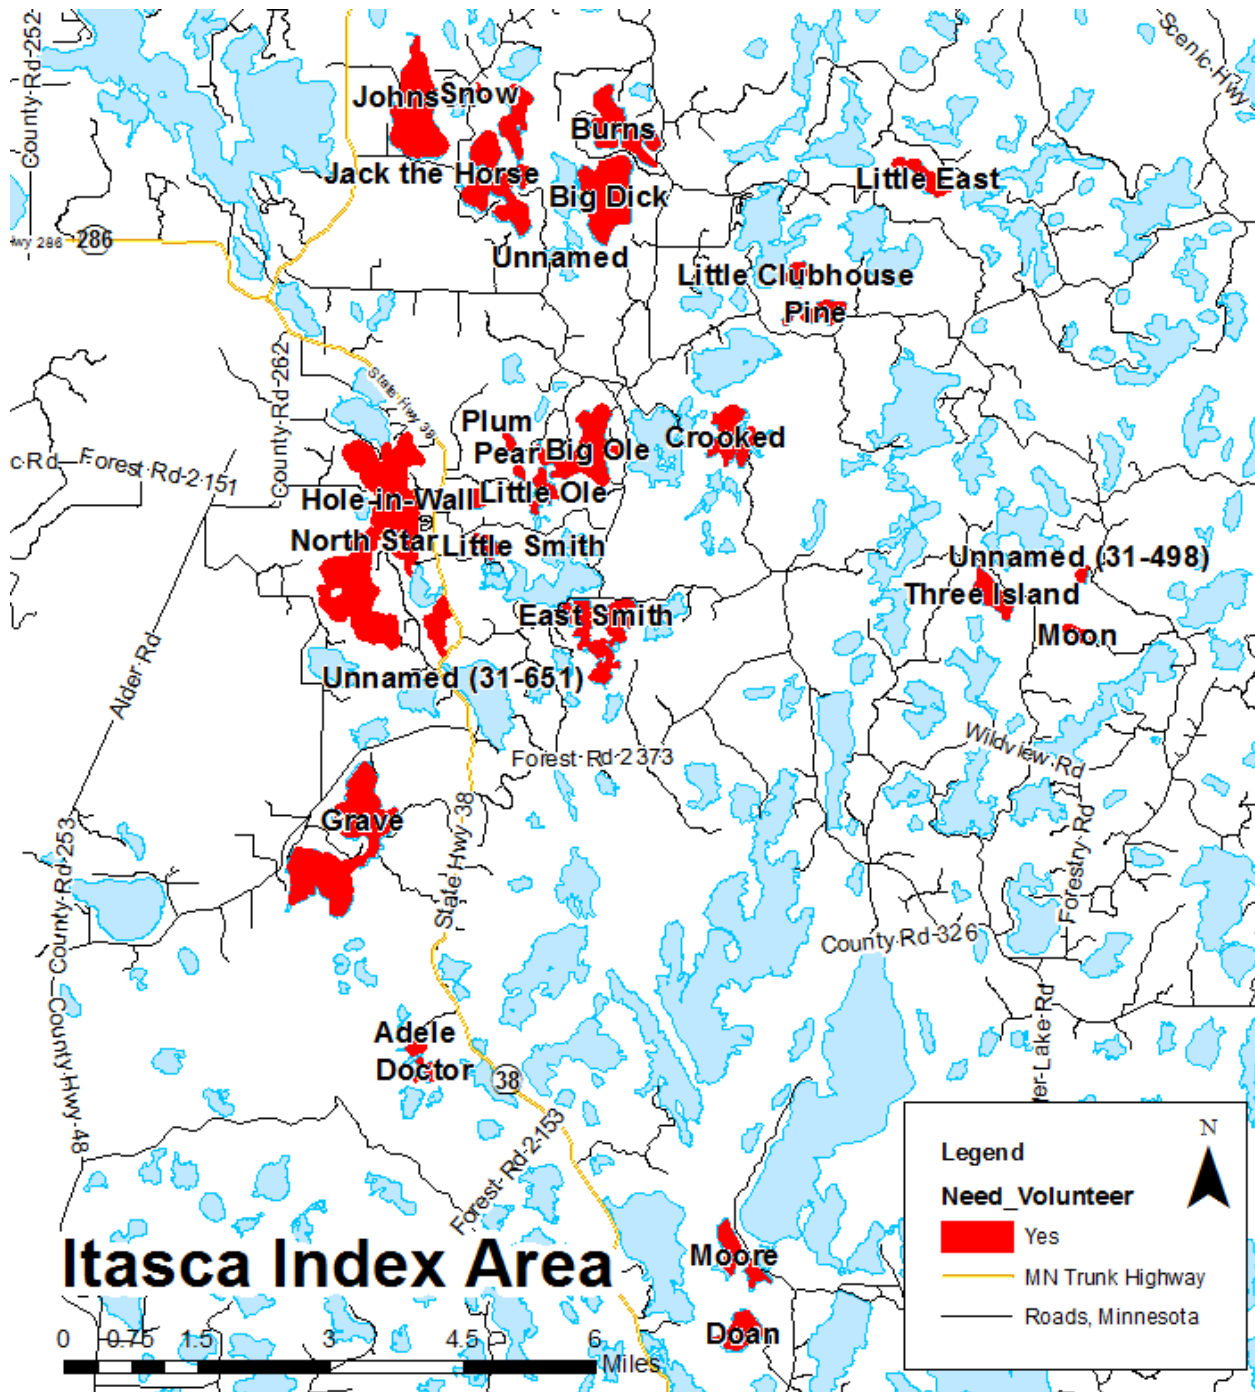 County Rd 252
Scenic Hwy
Johns
Snow
Burns
Jack the Horse
Big Dick
Little East
Hwy 286
286
Unnamed
Little Clubhouse
Pine
County Rd 262
State Hwy 38
Plum
Pear
Big Ole
Crooked
c Rd
Forest Rd 2151
Hole-in-Wall
Little Ole
North Star
Little Smith
Unnamed (31-498)
Three Island
East Smith
Moon
Alder Rd
Unnamed (31-651)
Forest Rd 2373
Wildview Rd
Grave
State Hwy 38
County Rd 253
Forestry Rd
County Rd 326
County Hwy 48
Adele
Doctor
38
er Lake Rd
Forest Rd 2153
Moore
Doan
Itasca Index Area
0 0.75 1.5 3 4.5 6
Miles
N
Legend
Need_Volunteer
Yes
MN Trunk Highway
Roads, Minnesota